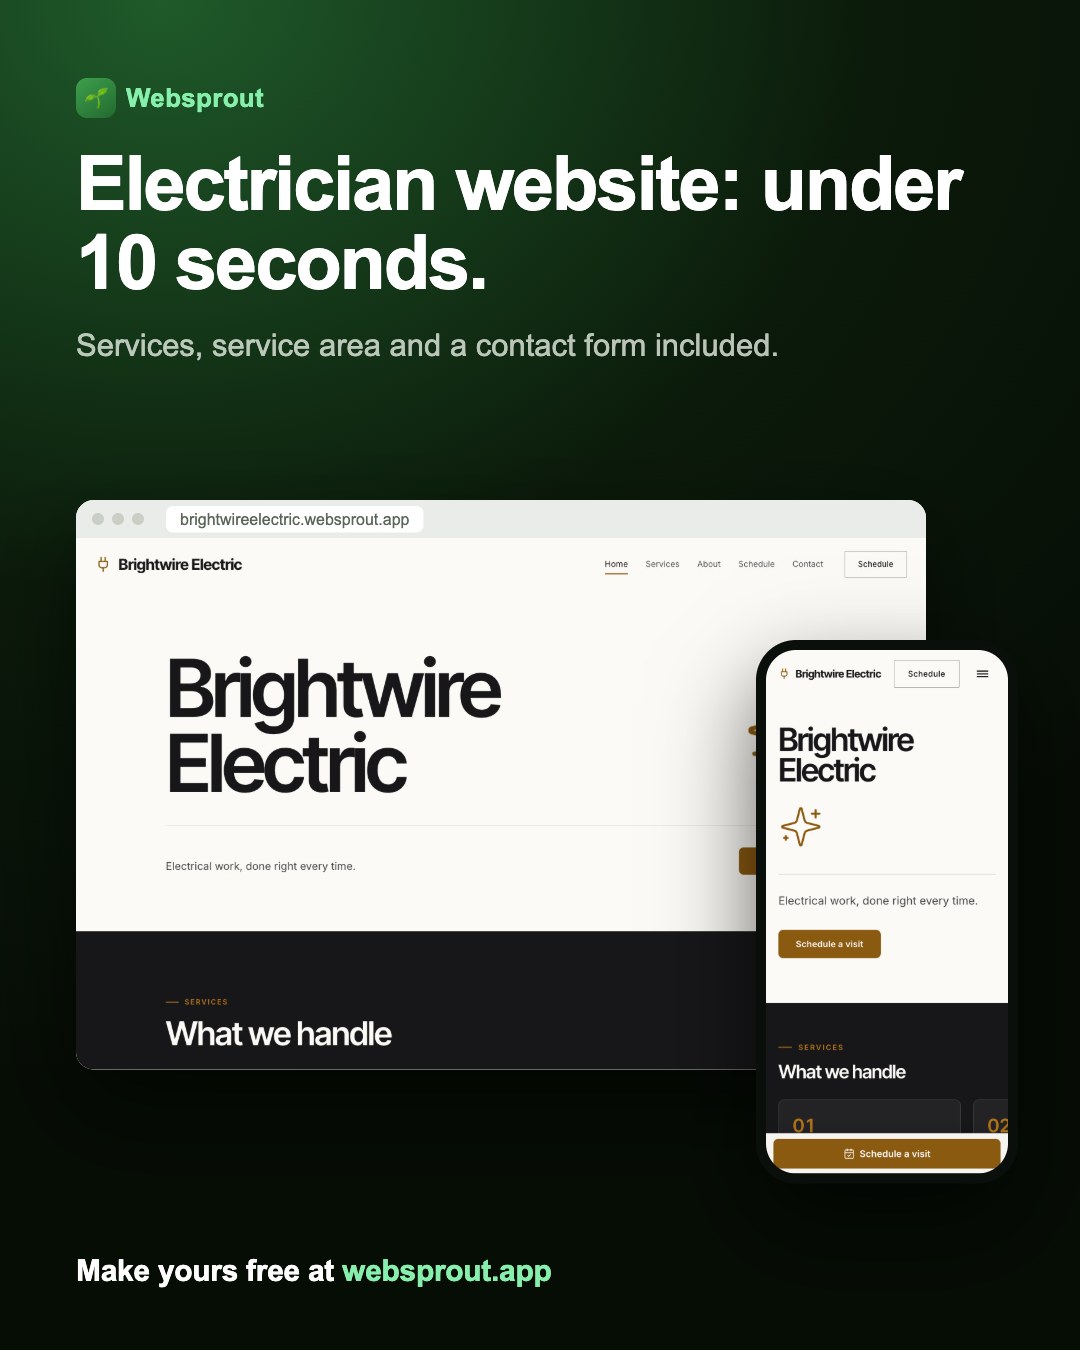 Websprout
Electrician website: under
10 seconds.
Services, service area and a contact form included.
brightwireelectric.websprout.app
Brightwire Electric
Home Services About Schedule Contact Schedule
Brightwire
Electric
Electrical work, done right every time.
SERVICES
What we handle
Brightwire Electric Schedule
Brightwire
Electric
Electrical work, done right every time.
Schedule a visit
SERVICES
What we handle
01 02
Schedule a visit
Make yours free at websprout.app